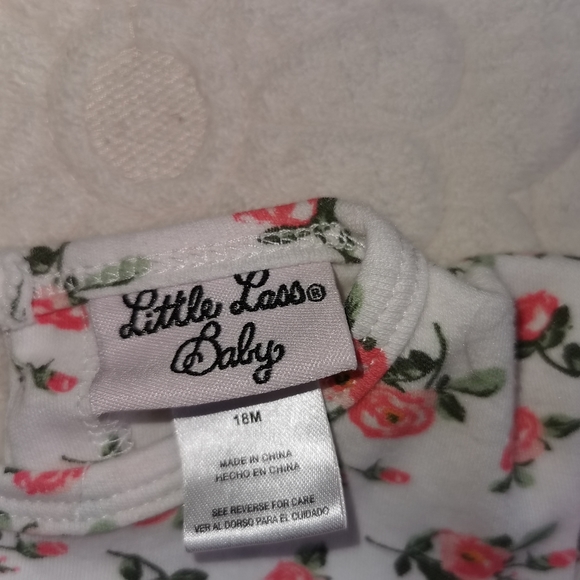 Little Lass®
Baby
18M
MADE IN CHINA
HECHO EN CHINA
SEE REVERSE FOR CARE
VER AL DORSO PARA EL CUIDADO